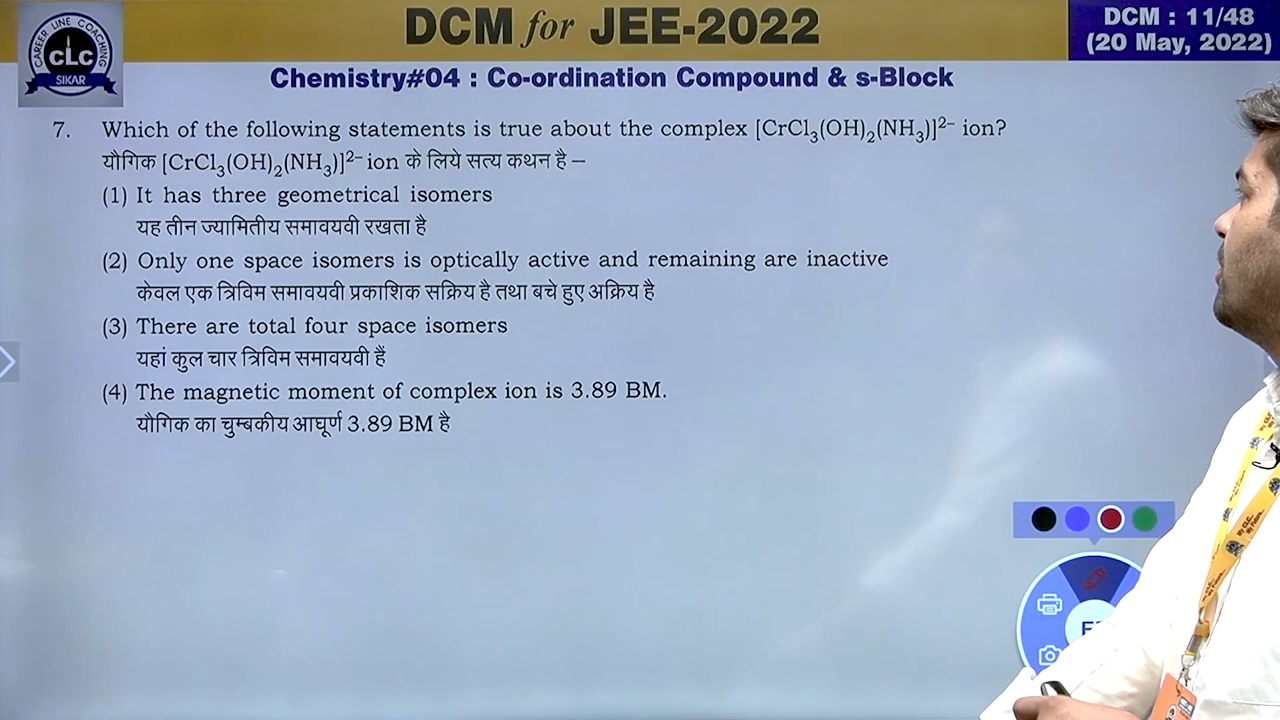 DCM for JEE-2022
DCM : 11/48
(20 May, 2022)
CAREER LINE COACHING
CLC
SIKAR
Chemistry#04 : Co-ordination Compound & s-Block
7. Which of the following statements is true about the complex [CrCl₃(OH)₂(NH₃)]²⁻ ion?
यौगिक [CrCl₃(OH)₂(NH₃)]²⁻ ion के लिये सत्य कथन है –
(1) It has three geometrical isomers
यह तीन ज्यामितीय समावयवी रखता है
(2) Only one space isomers is optically active and remaining are inactive
केवल एक त्रिविम समावयवी प्रकाशिक सक्रिय है तथा बचे हुए अक्रिय है
(3) There are total four space isomers
यहां कुल चार त्रिविम समावयवी हैं
(4) The magnetic moment of complex ion is 3.89 BM.
यौगिक का चुम्बकीय आघूर्ण 3.89 BM है